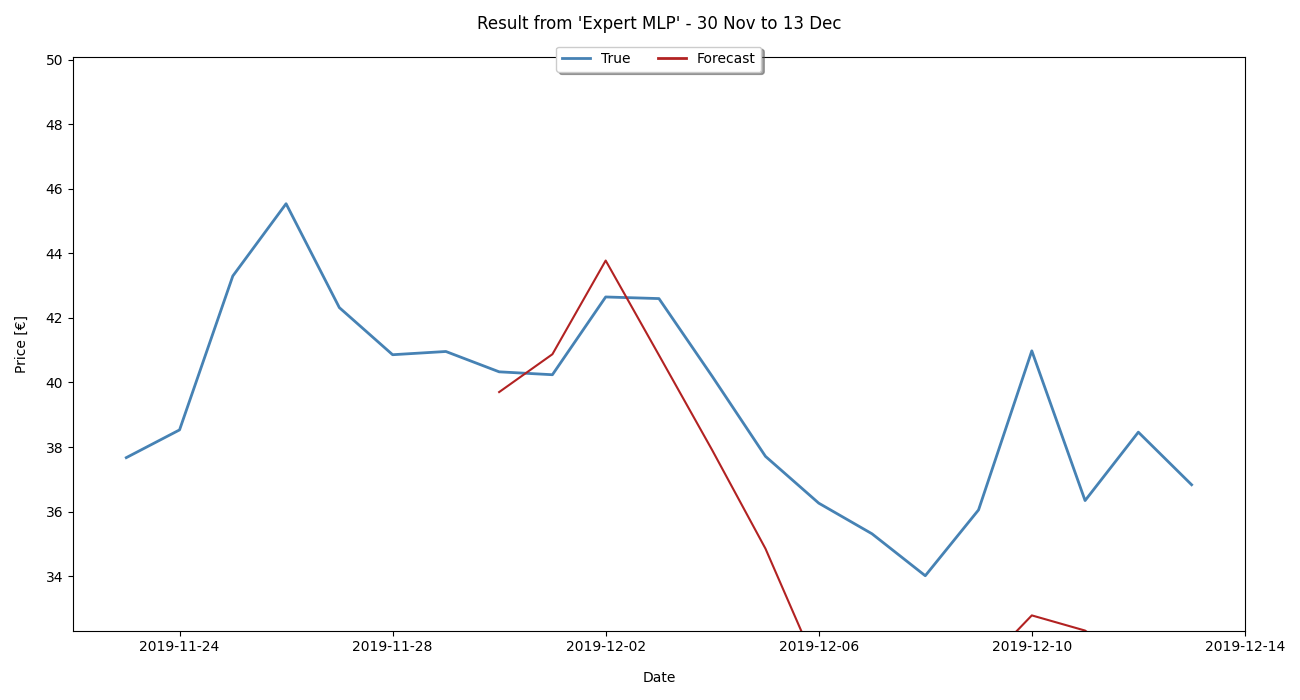 Result from 'Expert MLP' - 30 Nov to 13 Dec
True Forecast
Price [€]
50
48
46
44
42
40
38
36
34
2019-11-24 2019-11-28 2019-12-02 2019-12-06 2019-12-10 2019-12-14
Date